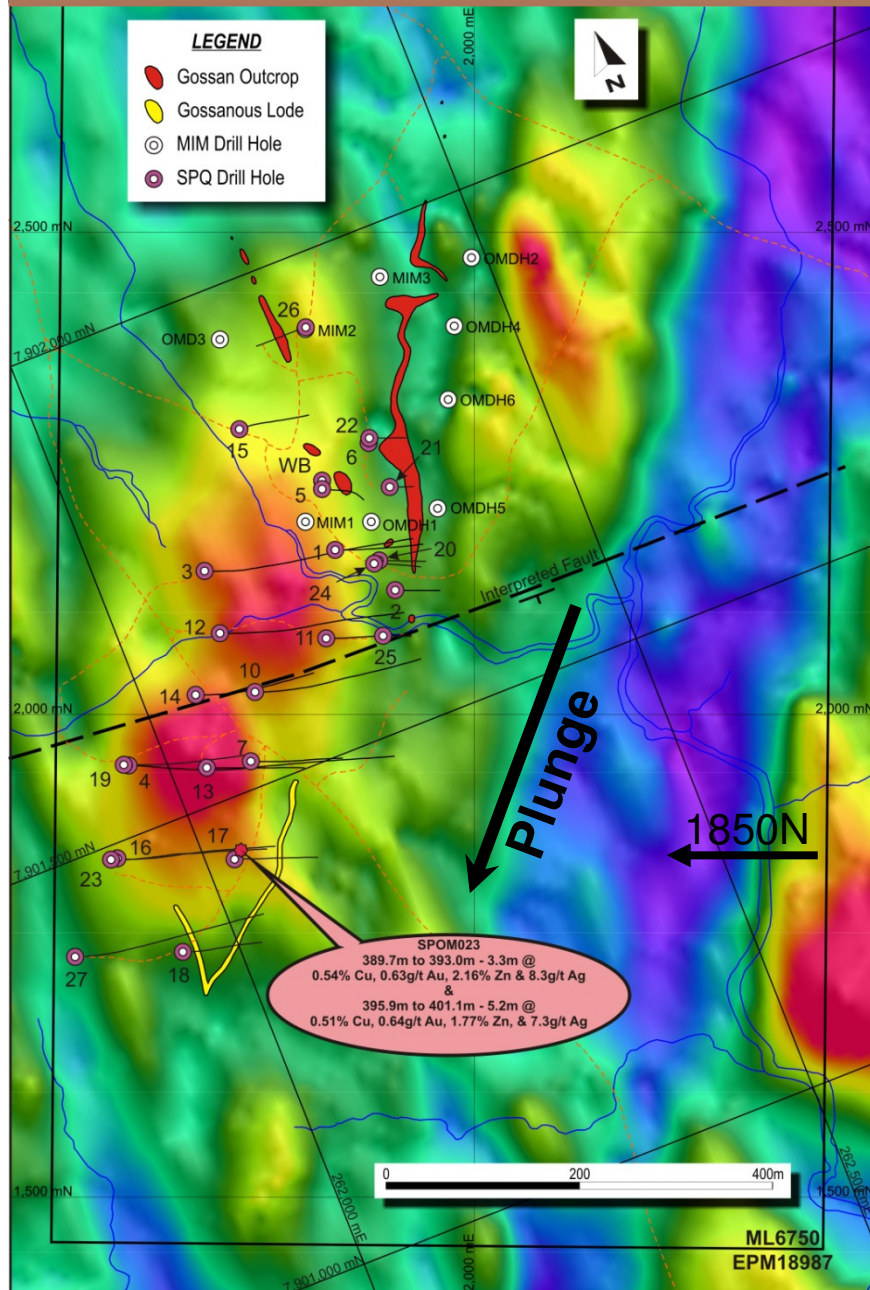 LEGEND
Gossan Outcrop
Gossanous Lode
MIM Drill Hole
SPQ Drill Hole
2,000 mE
N
2,500 mN
2,500 mN
OMDH2
MIM3
26
MIM2
OMD3
OMDH4
7,902,000 mN
OMDH6
15
22
6
21
WB
5
MIM1
OMDH1
OMDH5
1
20
3
24
2
Interpreted Fault
12
11
25
10
14
2,000 mN
2,000 mN
19
4
7
13
Plunge
1850N
16
17
23
7,901,500 mN
27
18
SPOM023
389.7m to 393.0m - 3.3m @
0.54% Cu, 0.63g/t Au, 2.16% Zn & 8.3g/t Ag
&
395.9m to 401.1m - 5.2m @
0.51% Cu, 0.64g/t Au, 1.77% Zn, & 7.3g/t Ag
0
200
400m
1,500 mN
1,500 mN
262,000 mE
262,500 mE
2,000 mE
7,901,000 mN
ML6750
EPM18987